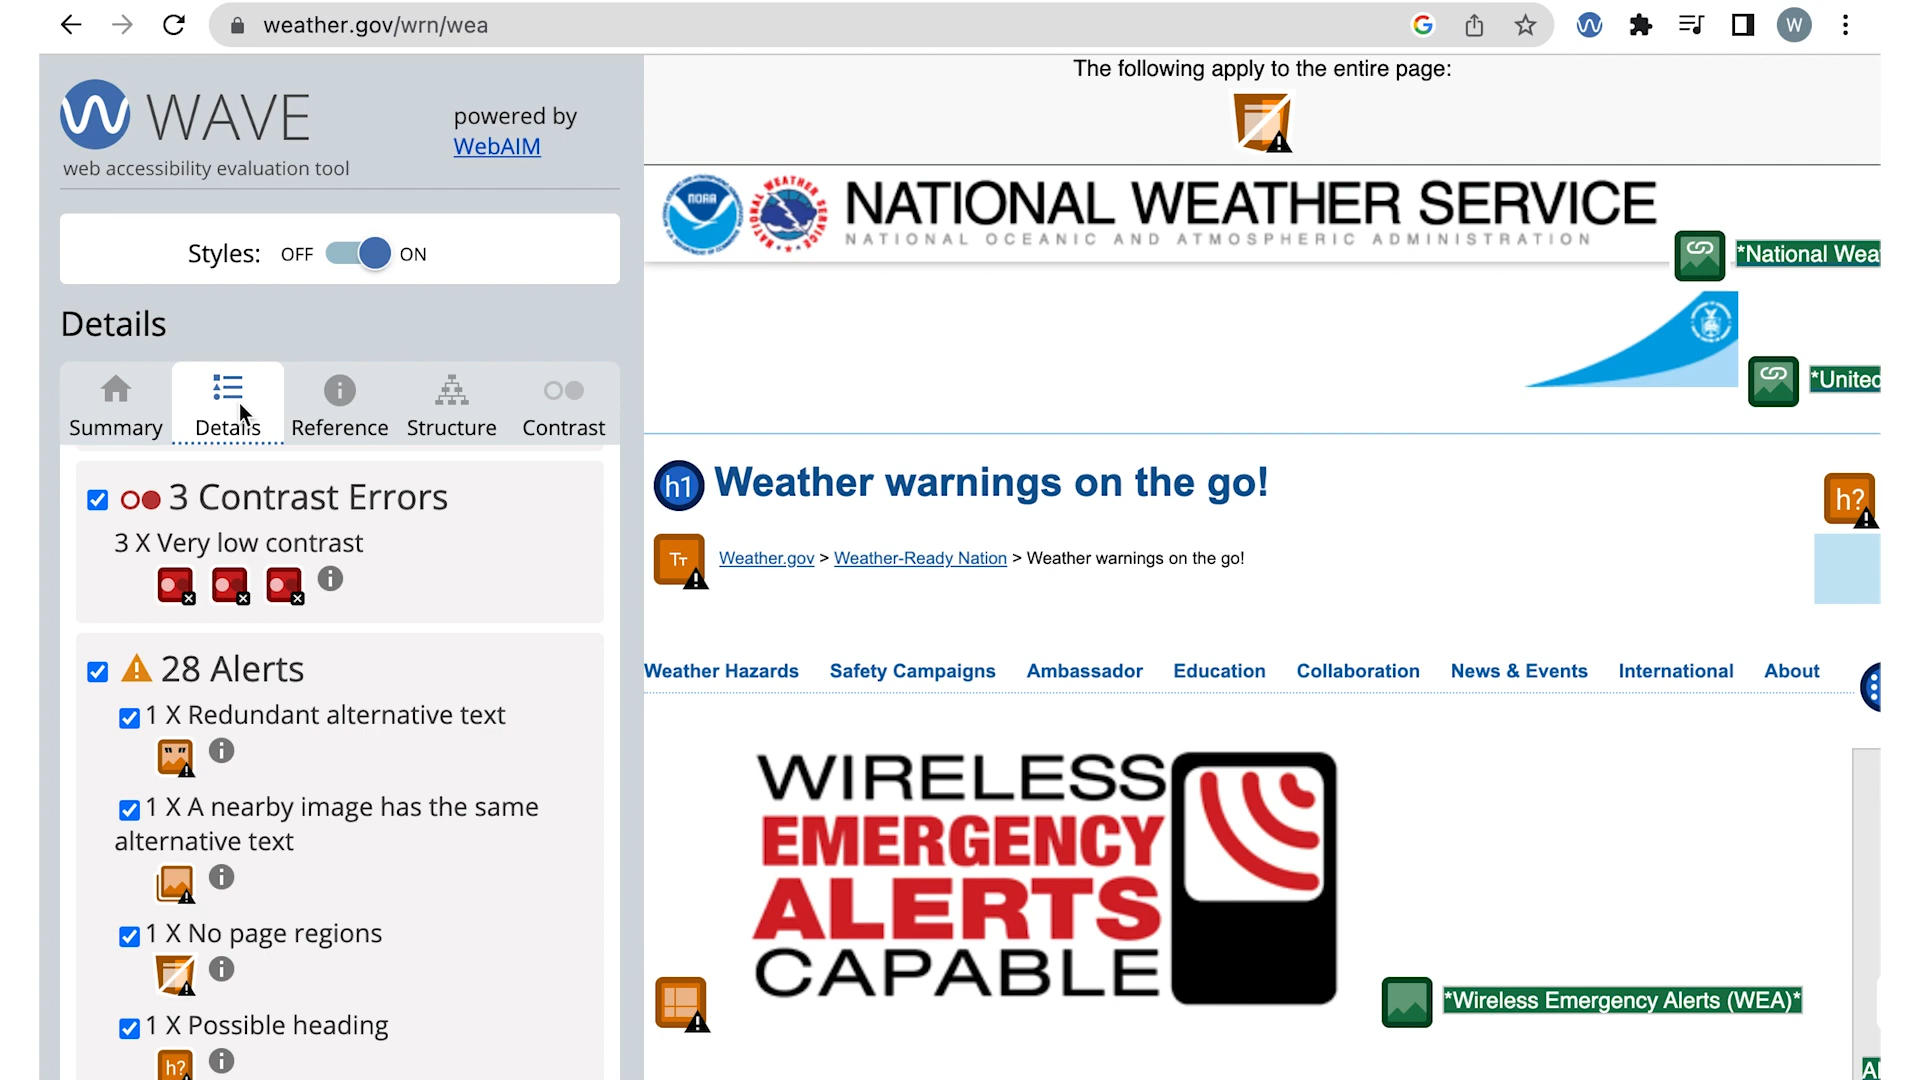 weather.gov/wrn/wea
W
WAVE
web accessibility evaluation tool
powered by
WebAIM
Styles: OFF ON
Details
Summary Details Reference Structure Contrast
3 Contrast Errors
3 X Very low contrast
28 Alerts
1 X Redundant alternative text
1 X A nearby image has the same
alternative text
1 X No page regions
1 X Possible heading
h?
The following apply to the entire page:
NOAA
NATIONAL WEATHER SERVICE
NATIONAL OCEANIC AND ATMOSPHERIC ADMINISTRATION
*National Wea
*United
h1 Weather warnings on the go!
h?
TT Weather.gov > Weather-Ready Nation > Weather warnings on the go!
Weather Hazards Safety Campaigns Ambassador Education Collaboration News & Events International About
WIRELESS
EMERGENCY
ALERTS
CAPABLE
*Wireless Emergency Alerts (WEA)*